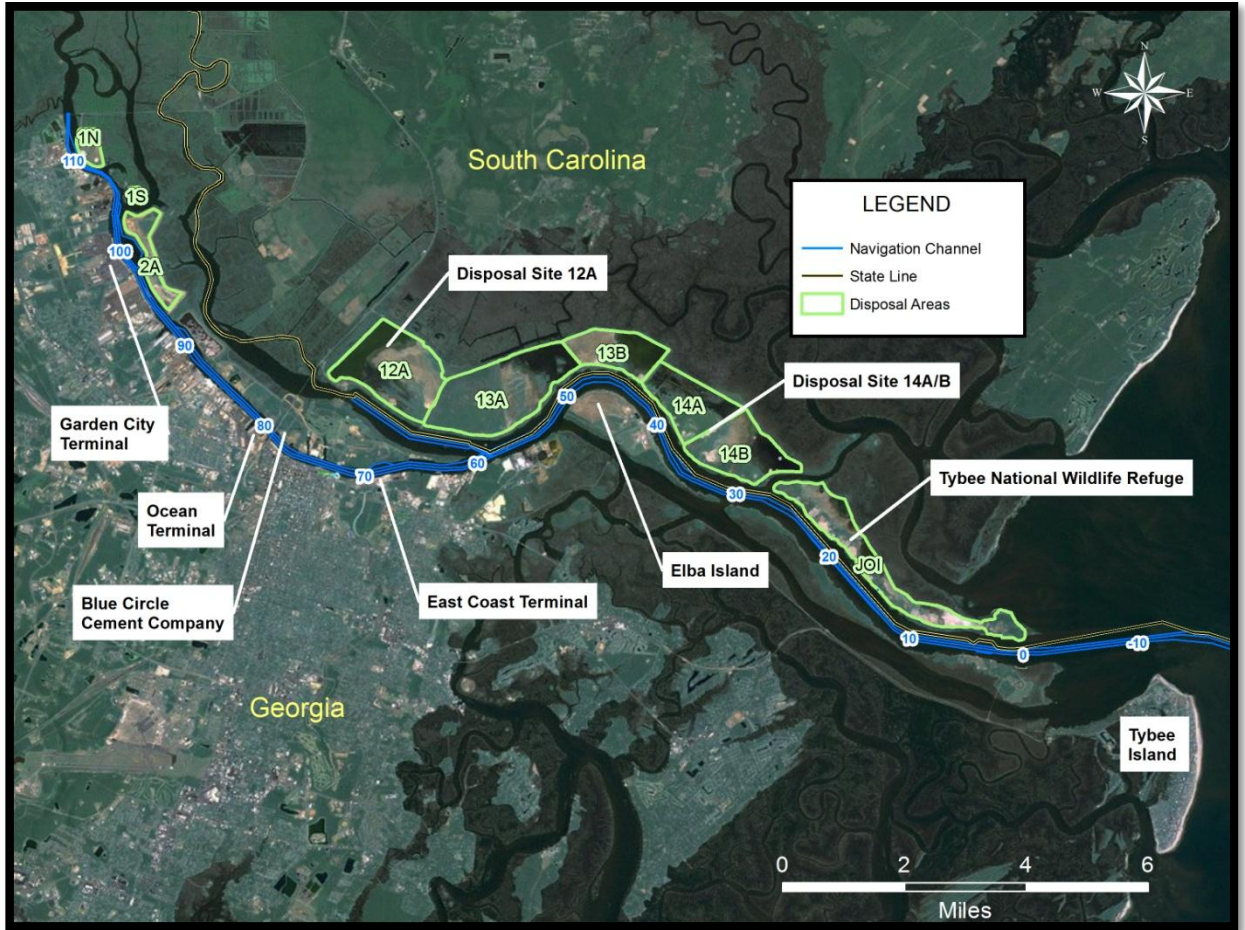 N
W
E
S
1N
110
South Carolina
1S
LEGEND
Navigation Channel
State Line
Disposal Areas
100
2A
Disposal Site 12A
90
12A
13B
13A
50
Disposal Site 14A/B
14A
40
14B
Garden City
Terminal
80
60
70
30
Tybee National Wildlife Refuge
Ocean
Terminal
20
JOI
Elba Island
Blue Circle
Cement Company
East Coast Terminal
10
0
-10
Georgia
Tybee
Island
0
2
4
6
Miles